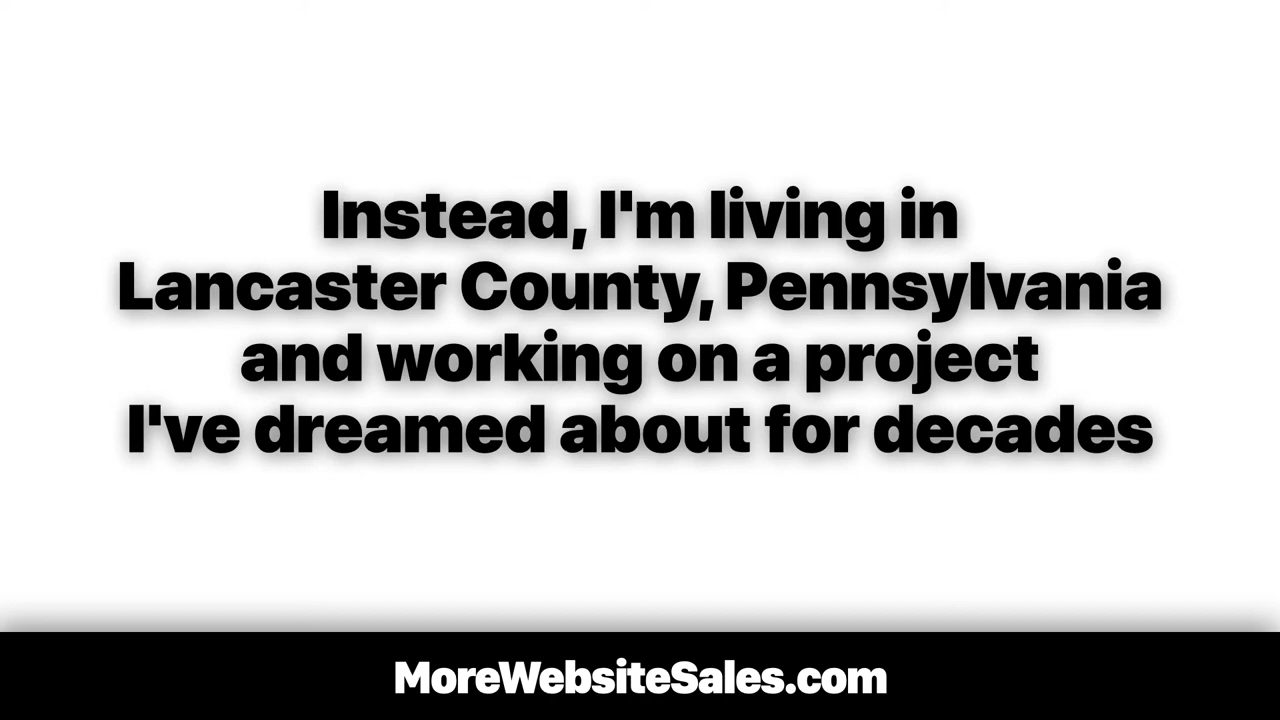 Instead, I'm living in
Lancaster County, Pennsylvania
and working on a project
I've dreamed about for decades
MoreWebsiteSales.com